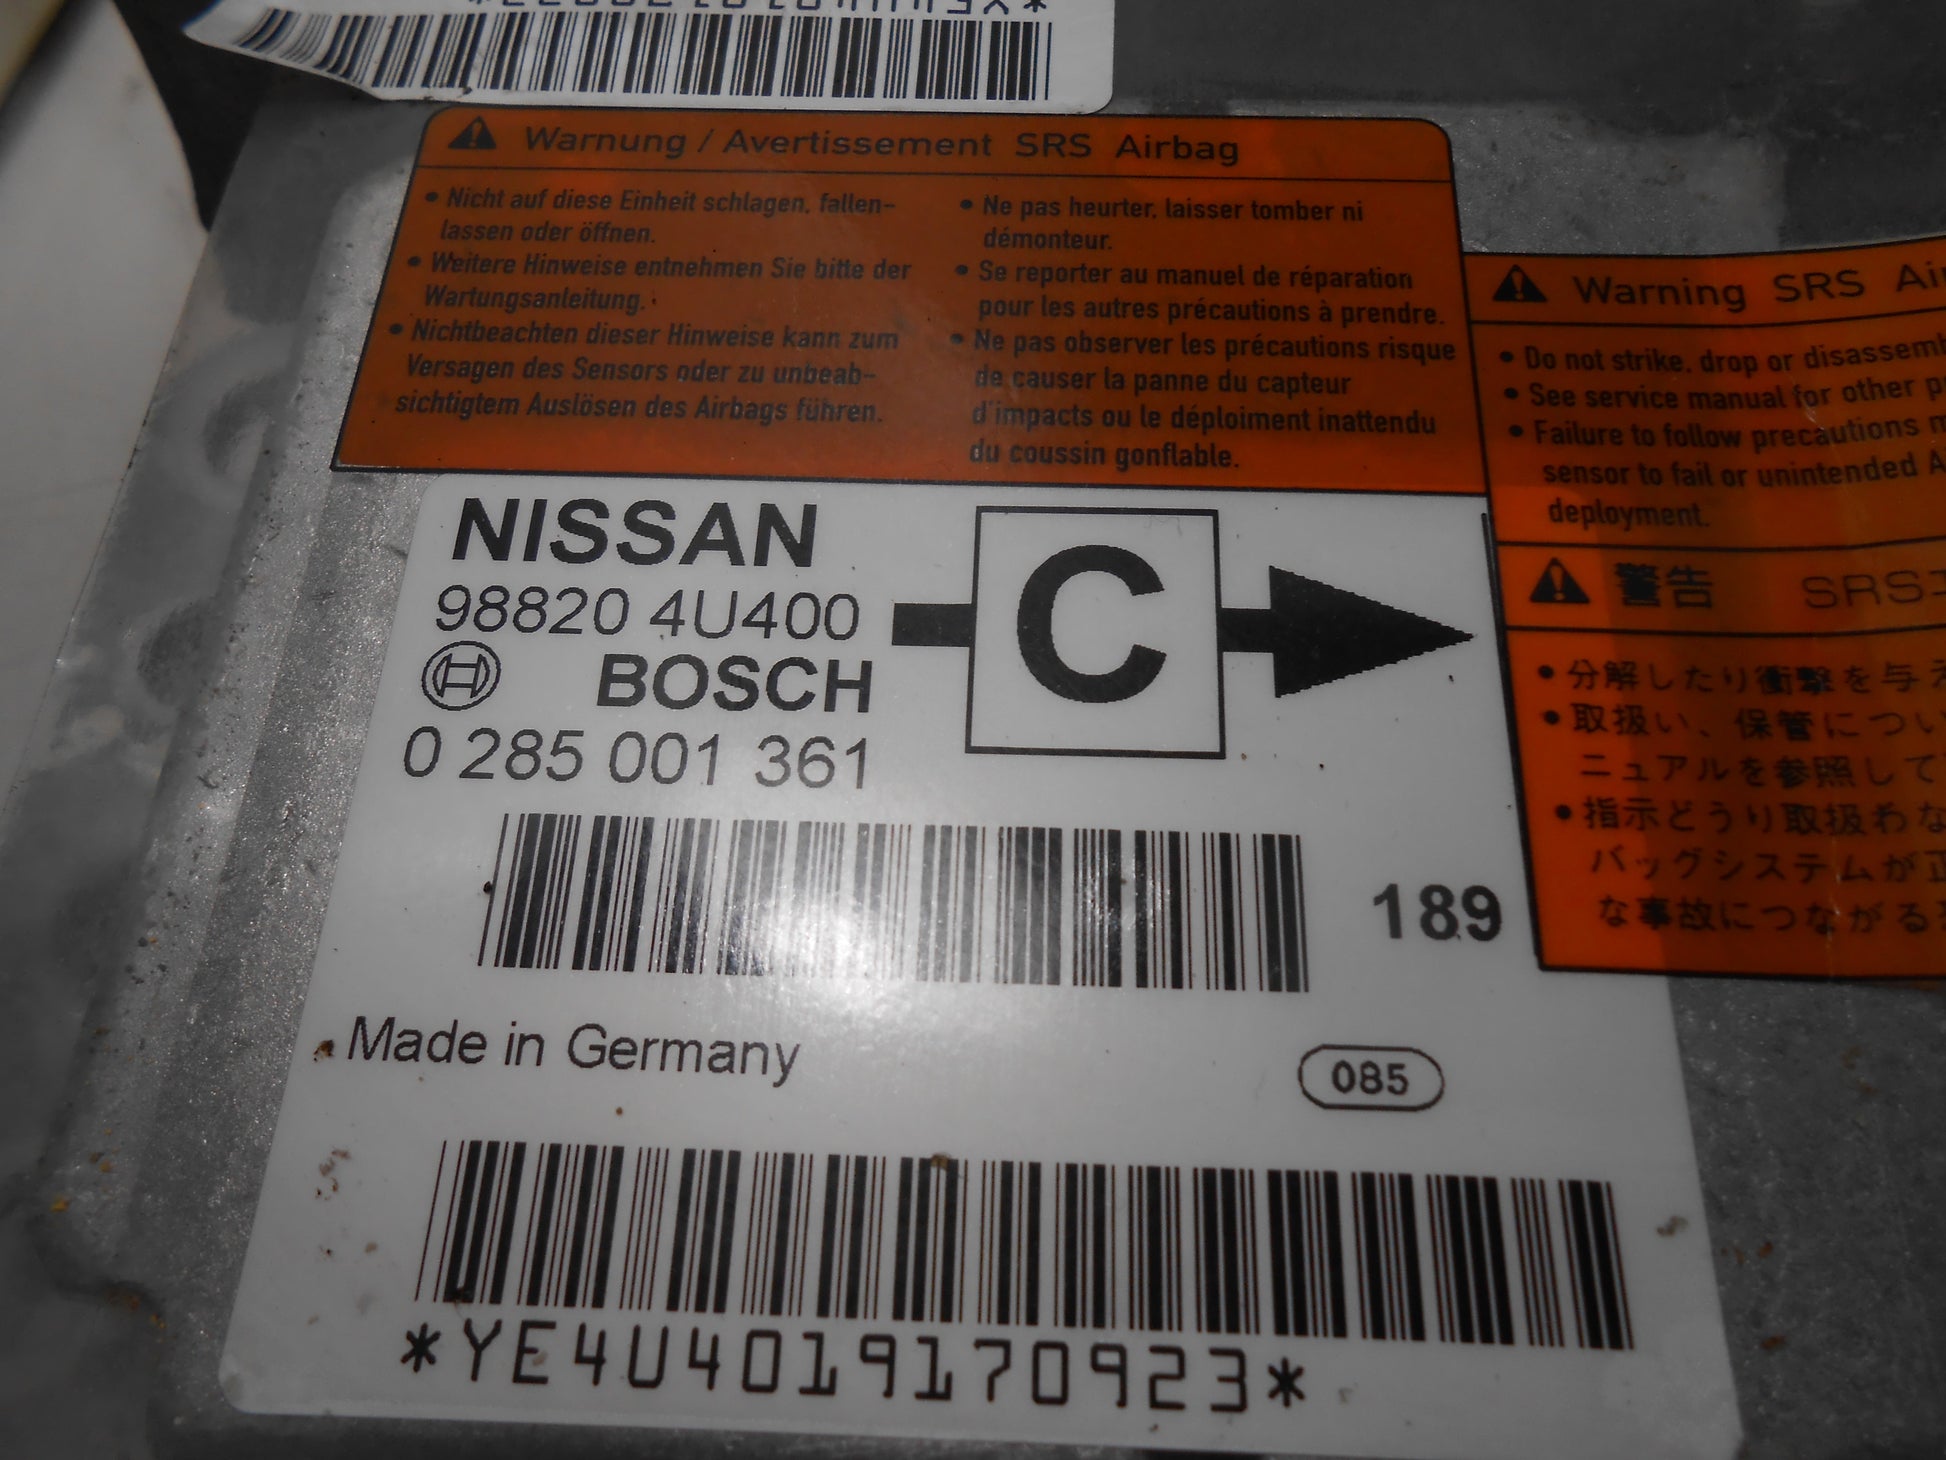 Warnung / Avertissement SRS Airbag
• Nicht auf diese Einheit schlagen, fallen-
lassen oder öffnen.
• Weitere Hinweise entnehmen Sie bitte der
Wartungsanleitung.
• Nichtbeachten dieser Hinweise kann zum
Versagen des Sensors oder zu unbeab-
sichtigtem Auslösen des Airbags führen.
• Ne pas heurter, laisser tomber ni
démonteur.
• Se reporter au manuel de réparation
pour les autres précautions à prendre.
• Ne pas observer les précautions risque
de causer la panne du capteur
d'impacts ou le déploiment inattendu
du coussin gonflable.
Warning SRS
• Do not strike, drop or
• See service manual for other
• Failure to follow precautions
sensor to fail or unintended
deployment.
警告 SRSエ
• 分解したり衝撃を与え
• 取扱い、保管につい
ニュアルを参照して
• 指示どうり取扱わな
バッグシステムが正
な事故につながる
NISSAN
98820 4U400
BOSCH
0 285 001 361
C
189
Made in Germany
085
*YE4U4019170923*